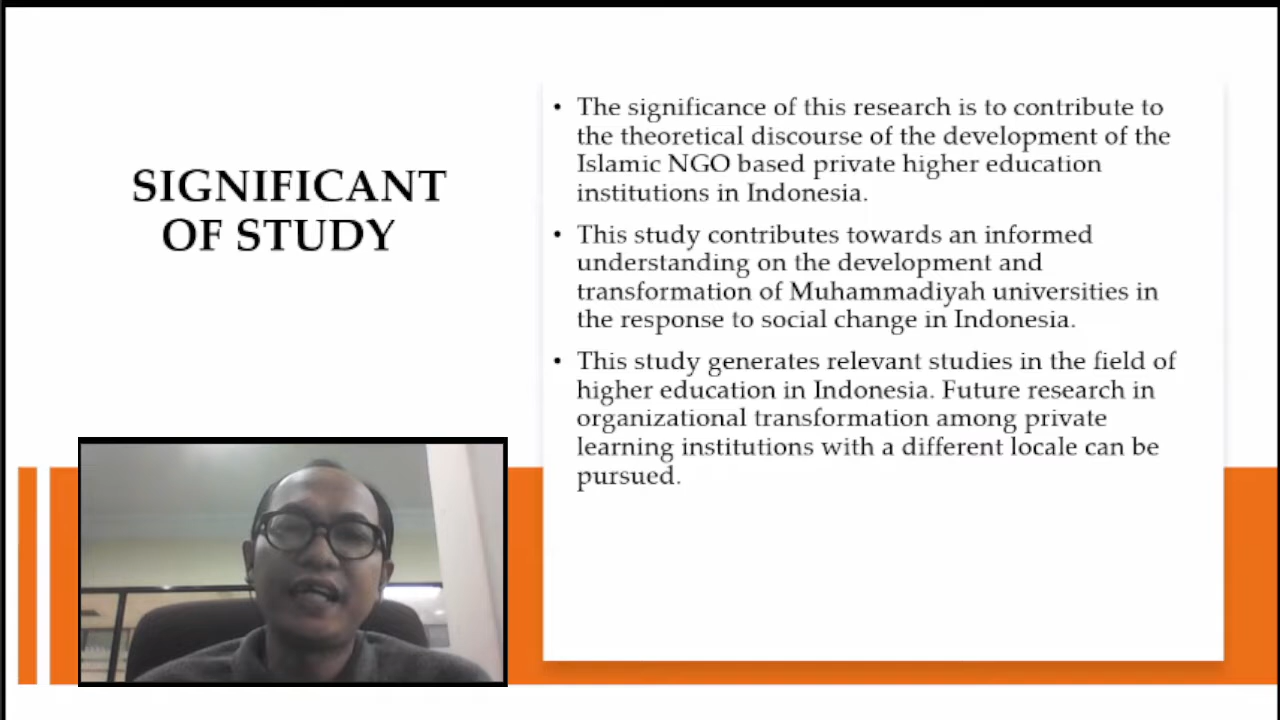 SIGNIFICANT
OF STUDY
• The significance of this research is to contribute to
the theoretical discourse of the development of the
Islamic NGO based private higher education
institutions in Indonesia.
• This study contributes towards an informed
understanding on the development and
transformation of Muhammadiyah universities in
the response to social change in Indonesia.
• This study generates relevant studies in the field of
higher education in Indonesia. Future research in
organizational transformation among private
learning institutions with a different locale can be
pursued.